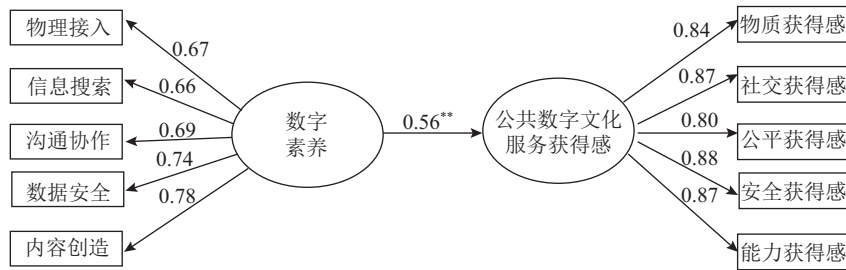 物理接入
信息搜索
沟通协作
数据安全
内容创造
0.67
0.66
0.69
0.74
0.78
数字
素养
0.56**
公共数字文化
服务获得感
0.84
0.87
0.80
0.88
0.87
物质获得感
社交获得感
公平获得感
安全获得感
能力获得感